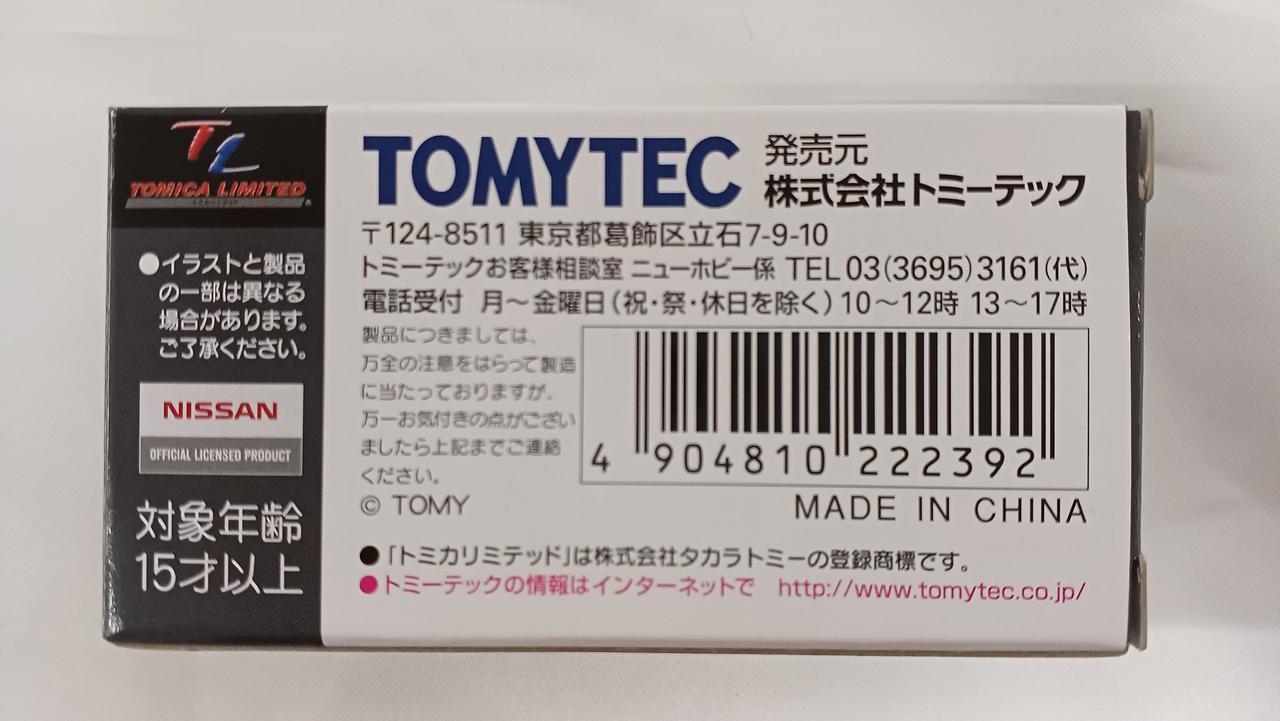 TL
TOMICA LIMITED
●イラストと製品
の一部は異なる
場合があります。
ご了承ください。
NISSAN
OFFICIAL LICENSED PRODUCT
対象年齢
15才以上
TOMYTEC
発売元
株式会社トミーテック
〒124-8511 東京都葛飾区立石7-9-10
トミーテックお客様相談室 ニューホビー係 TEL 03(3695)3161(代)
電話受付 月～金曜日(祝・祭・休日を除く) 10～12時 13～17時
製品につきましては、
万全の注意をはらって製造
に当たっておりますが、
万一お気付きの点がござい
ましたら上記までご連絡
ください。
© TOMY
4 904810 222392
MADE IN CHINA
●「トミカリミテッド」は株式会社タカラトミーの登録商標です。
●トミーテックの情報はインターネットで http://www.tomytec.co.jp/